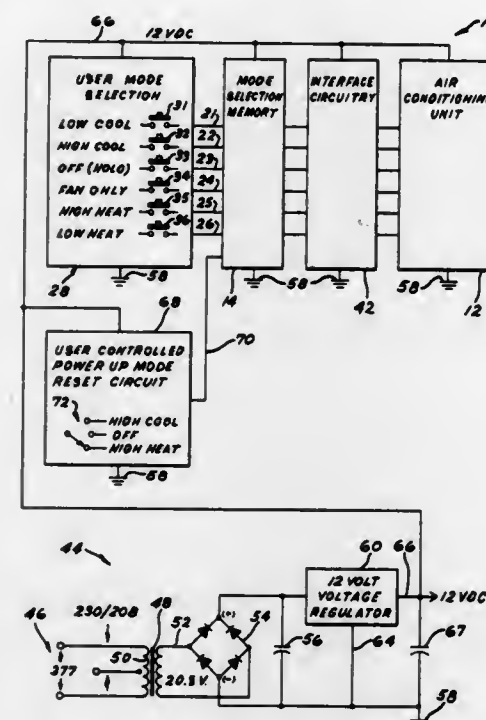 66
12 VDC
USER MODE
SELECTION
MODE
SELECTION
MEMORY
INTERFACE
CIRCUITRY
AIR
CONDITIONING
UNIT
LOW COOL
31
21
HIGH COOL
32
22
OFF (HOLD)
33
23
FAN ONLY
34
24
HIGH HEAT
35
25
LOW HEAT
36
26
28
58
14
58
42
58
12
68
70
USER CONTROLLED
POWER UP MODE
RESET CIRCUIT
72
HIGH COOL
OFF
HIGH HEAT
58
44
60
66
12 VOLT
VOLTAGE
REGULATOR
12 VDC
230/208
48
52
(+)
54
46
377
50
20.5 V.
(-)
56
64
67
58